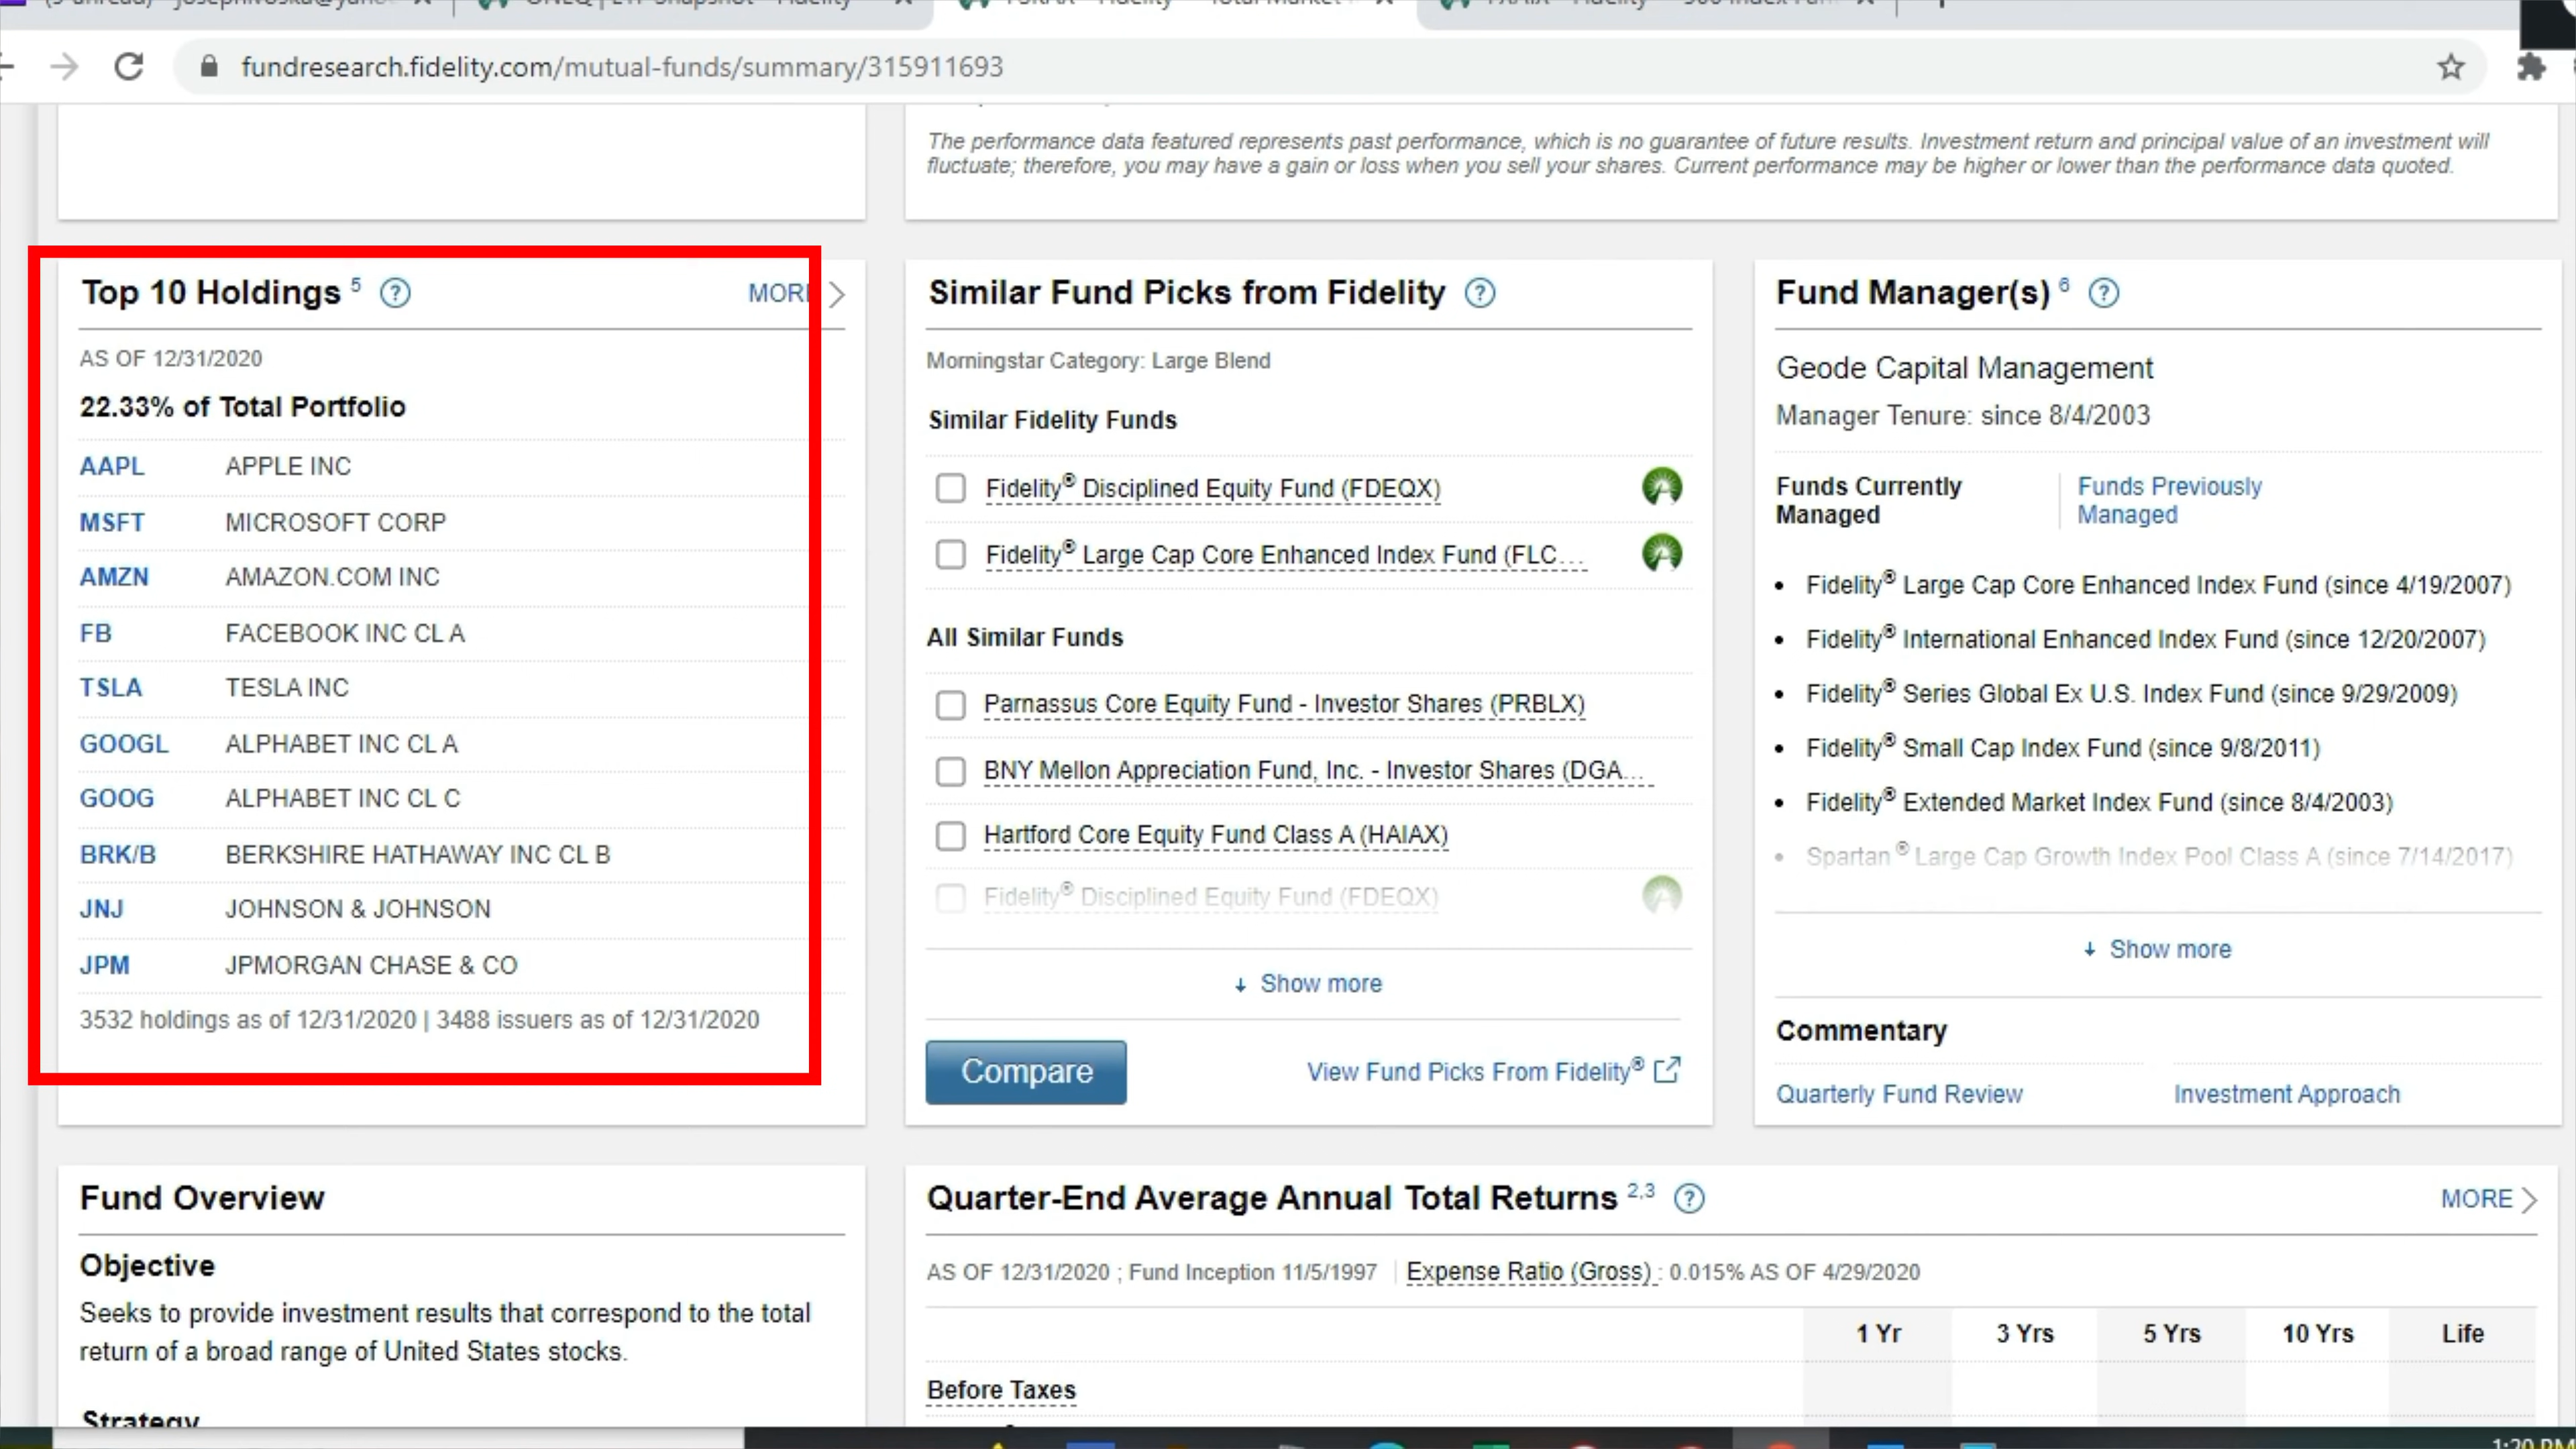 fundresearch.fidelity.com/mutual-funds/summary/315911693
The performance data featured represents past performance, which is no guarantee of future results. Investment return and principal value of an investment will
fluctuate; therefore, you may have a gain or loss when you sell your shares. Current performance may be higher or lower than the performance data quoted.
Top 10 Holdings 5 ?
MOR
AS OF 12/31/2020
22.33% of Total Portfolio
AAPL APPLE INC
MSFT MICROSOFT CORP
AMZN AMAZON.COM INC
FB FACEBOOK INC CL A
TSLA TESLA INC
GOOGL ALPHABET INC CL A
GOOG ALPHABET INC CL C
BRK/B BERKSHIRE HATHAWAY INC CL B
JNJ JOHNSON & JOHNSON
JPM JPMORGAN CHASE & CO
3532 holdings as of 12/31/2020 | 3488 issuers as of 12/31/2020
Similar Fund Picks from Fidelity ?
Morningstar Category: Large Blend
Similar Fidelity Funds
Fidelity® Disciplined Equity Fund (FDEQX)
Fidelity® Large Cap Core Enhanced Index Fund (FLC...
All Similar Funds
Parnassus Core Equity Fund - Investor Shares (PRBLX)
BNY Mellon Appreciation Fund, Inc. - Investor Shares (DGA...
Hartford Core Equity Fund Class A (HAIAX)
Fidelity® Disciplined Equity Fund (FDEQX)
Show more
Compare
View Fund Picks From Fidelity®
Fund Manager(s) 6 ?
Geode Capital Management
Manager Tenure: since 8/4/2003
Funds Currently
Managed
Funds Previously
Managed
• Fidelity® Large Cap Core Enhanced Index Fund (since 4/19/2007)
• Fidelity® International Enhanced Index Fund (since 12/20/2007)
• Fidelity® Series Global Ex U.S. Index Fund (since 9/29/2009)
• Fidelity® Small Cap Index Fund (since 9/8/2011)
• Fidelity® Extended Market Index Fund (since 8/4/2003)
• Spartan® Large Cap Growth Index Pool Class A (since 7/14/2017)
Show more
Commentary
Quarterly Fund Review
Investment Approach
Fund Overview
Objective
Seeks to provide investment results that correspond to the total
return of a broad range of United States stocks.
Strategy
Quarter-End Average Annual Total Returns 2,3 ?
MORE
AS OF 12/31/2020 ; Fund Inception 11/5/1997 | Expense Ratio (Gross) : 0.015% AS OF 4/29/2020
1 Yr 3 Yrs 5 Yrs 10 Yrs Life
Before Taxes
1:20 PM